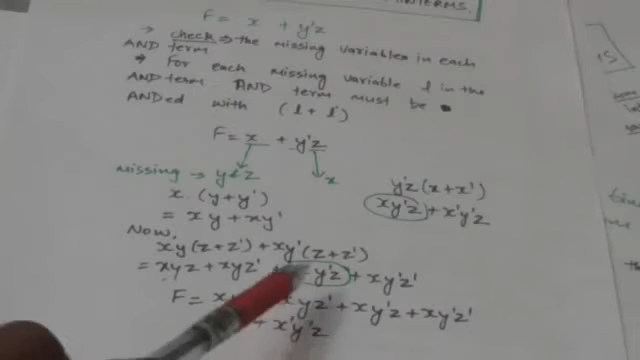 MINTERMS.
F = x + y'z
→ check ⇒ the missing variables in each
AND term
→ For each missing variable l in the
AND term. AND term must be
ANDed with (l + l')
F = x + y'z
missing → y & z
x
x. (y+y')
= xy + xy'
y'z (x+x')
xy'z + x'y'z
Now,
xy(z+z') + xy'(z+z')
= xyz + xyz' + y'z + xy'z'
F = xyz' + xy'z + xy'z'
+ x'y'z